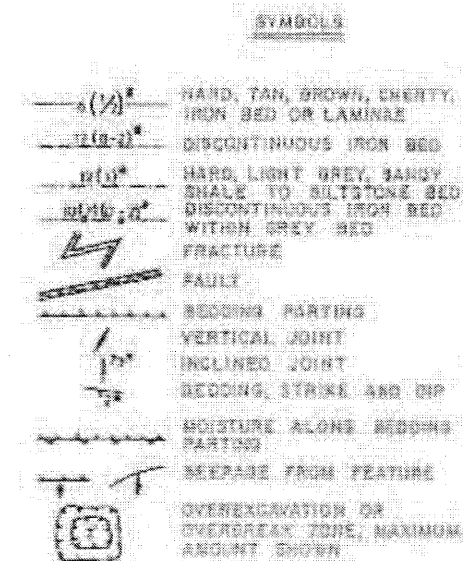 SYMBOLS
HARD, TAN, BROWN, CHERTY,
IRON BED OR LAMINAE
DISCONTINUOUS IRON BED
HARD, LIGHT GREY, SANDY
SHALE TO SILTSTONE BED
DISCONTINUOUS IRON BED
WITHIN GREY BED
FRACTURE
FAULT
BEDDING PARTING
VERTICAL JOINT
INCLINED JOINT
BEDDING, STRIKE AND DIP
MOISTURE ALONG BEDDING
PARTING
SEEPAGE FROM FEATURE
OVEREXCAVATION OR
OVERBREAK ZONE, MAXIMUM
AMOUNT SHOWN